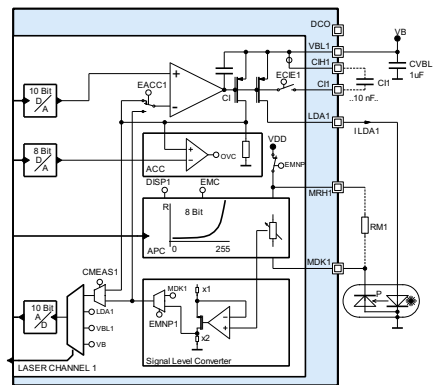 DCO
VB
VBL1
CVBL
1uF
CIH1
CI1
CI1
..10 nF..
LDA1
I LDA1
EACC1
ECIE1
CI
+
−
10 Bit
D/A
8 Bit
D/A
+
−
OVC
ACC
VDD
EMNP
DISP1
EMC
MRH1
R
8 Bit
0
255
APC
RM1
MDK1
P
CMEAS1
10 Bit
A/D
LDA1
VBL1
VB
MDK1
EMNP1
x1
x2
−
+
Signal Level Converter
LASER CHANNEL 1